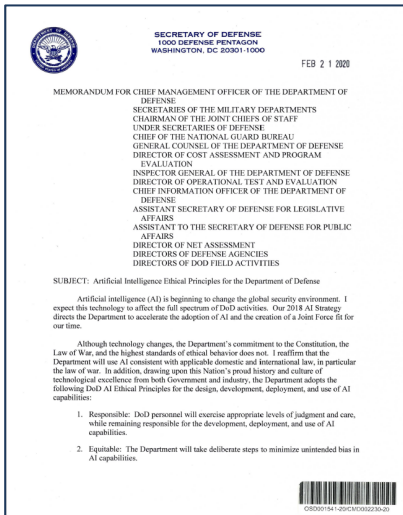 SECRETARY OF DEFENSE
1000 DEFENSE PENTAGON
WASHINGTON, DC 20301-1000
FEB 21 2020
MEMORANDUM FOR CHIEF MANAGEMENT OFFICER OF THE DEPARTMENT OF
DEFENSE
SECRETARIES OF THE MILITARY DEPARTMENTS
CHAIRMAN OF THE JOINT CHIEFS OF STAFF
UNDER SECRETARIES OF DEFENSE
CHIEF OF THE NATIONAL GUARD BUREAU
GENERAL COUNSEL OF THE DEPARTMENT OF DEFENSE
DIRECTOR OF COST ASSESSMENT AND PROGRAM
EVALUATION
INSPECTOR GENERAL OF THE DEPARTMENT OF DEFENSE
DIRECTOR OF OPERATIONAL TEST AND EVALUATION
CHIEF INFORMATION OFFICER OF THE DEPARTMENT OF
DEFENSE
ASSISTANT SECRETARY OF DEFENSE FOR LEGISLATIVE
AFFAIRS
ASSISTANT TO THE SECRETARY OF DEFENSE FOR PUBLIC
AFFAIRS
DIRECTOR OF NET ASSESSMENT
DIRECTORS OF DEFENSE AGENCIES
DIRECTORS OF DOD FIELD ACTIVITIES
SUBJECT: Artificial Intelligence Ethical Principles for the Department of Defense
Artificial intelligence (AI) is beginning to change the global security environment. I
expect this technology to affect the full spectrum of DoD activities. Our 2018 AI Strategy
directs the Department to accelerate the adoption of AI and the creation of a Joint Force fit for
our time.
Although technology changes, the Department's commitment to the Constitution, the
Law of War, and the highest standards of ethical behavior does not. I reaffirm that the
Department will use AI consistent with applicable domestic and international law, in particular
the law of war. In addition, drawing upon this Nation's proud history and culture of
technological excellence from both Government and industry, the Department adopts the
following DoD AI Ethical Principles for the design, development, deployment, and use of AI
capabilities:
1. Responsible: DoD personnel will exercise appropriate levels of judgment and care,
while remaining responsible for the development, deployment, and use of AI
capabilities.
2. Equitable: The Department will take deliberate steps to minimize unintended bias in
AI capabilities.
OSD001541-20/CMD002230-20